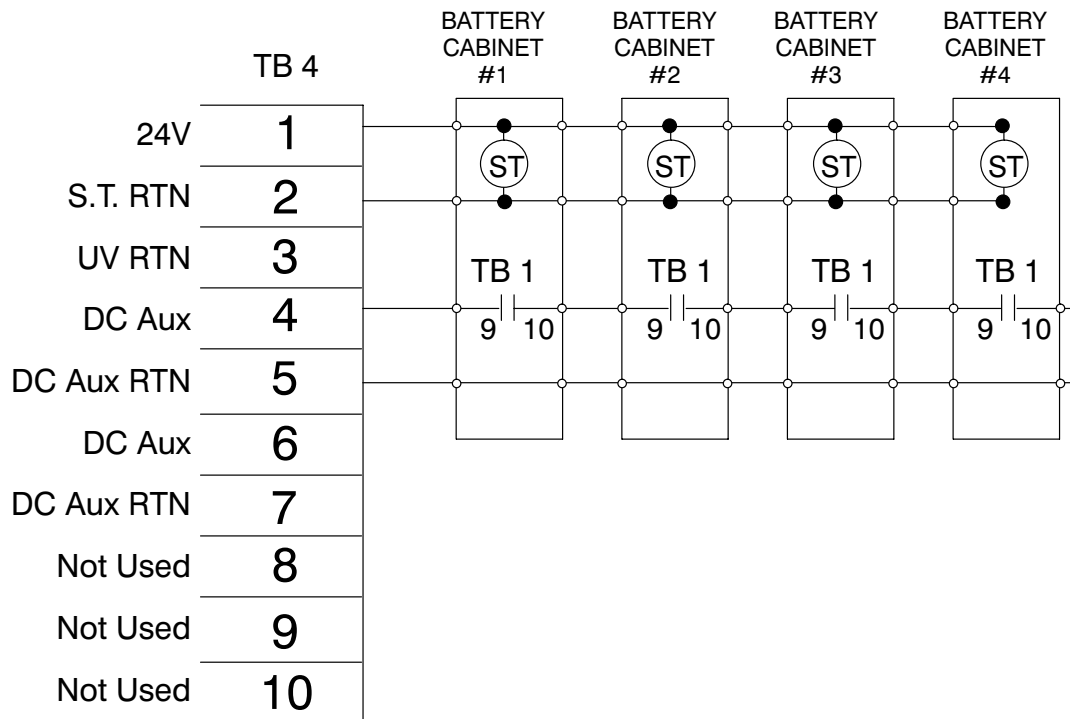 BATTERY
CABINET
#1
BATTERY
CABINET
#2
BATTERY
CABINET
#3
BATTERY
CABINET
#4
TB 4
24V 1
S.T. RTN 2
UV RTN 3
DC Aux 4
DC Aux RTN 5
DC Aux 6
DC Aux RTN 7
Not Used 8
Not Used 9
Not Used 10
ST ST ST ST
TB 1 TB 1 TB 1 TB 1
9 10 9 10 9 10 9 10